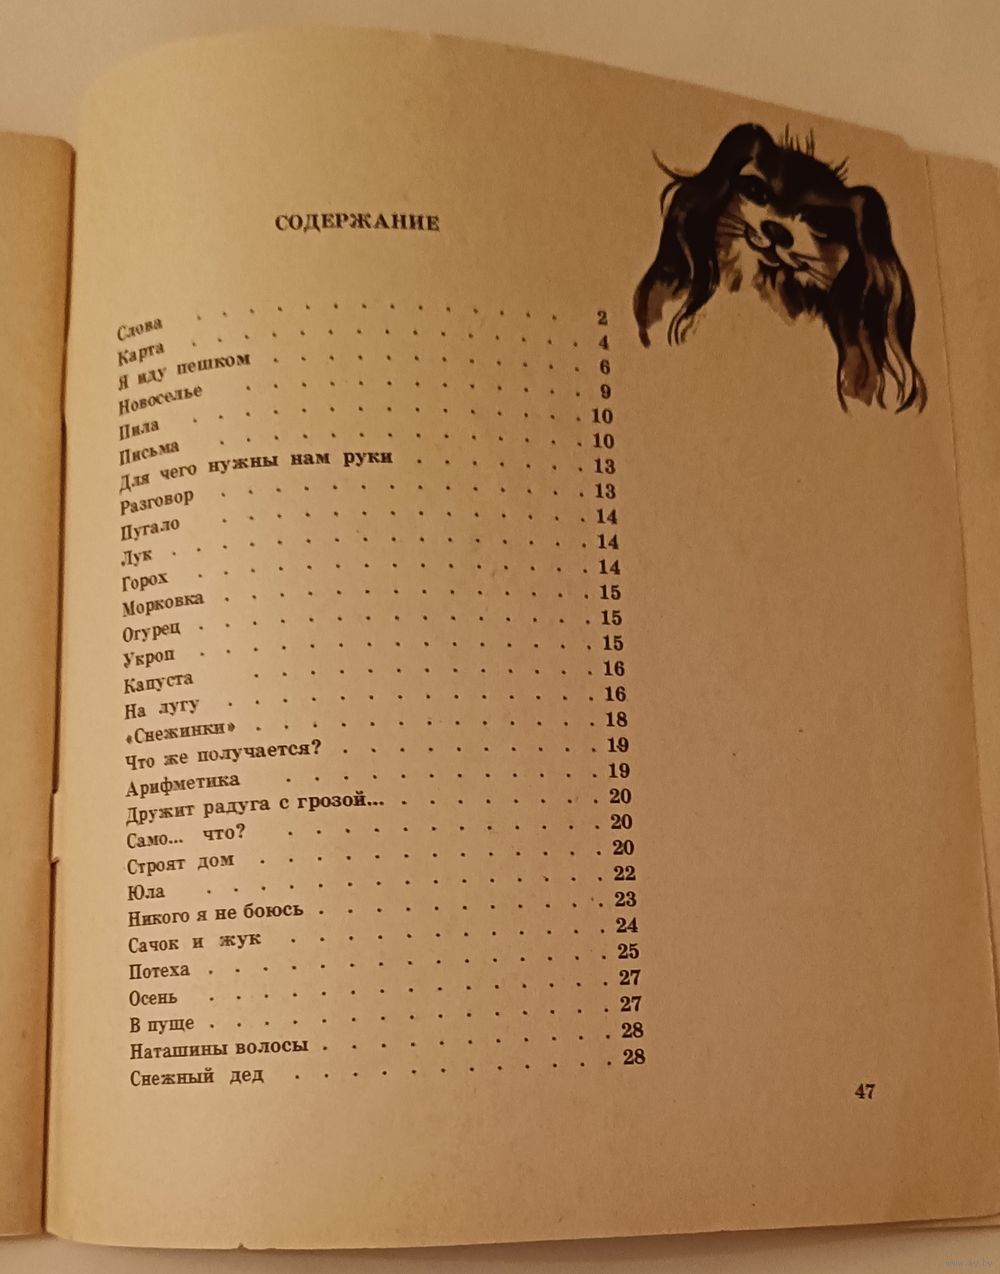 СОДЕРЖАНИЕ
Слова . . . . . . . . . . . . . . 2
Карта . . . . . . . . . . . . . . . 4
Я иду пешком . . . . . . . . . . . . 6
Новоселье . . . . . . . . . . . . . 9
Пила . . . . . . . . . . . . . . . 10
Письма . . . . . . . . . . . . . . 10
Для чего нужны нам руки . . . . . . . 13
Разговор . . . . . . . . . . . . . . 13
Пугало . . . . . . . . . . . . . . 14
Лук . . . . . . . . . . . . . . . . 14
Горох . . . . . . . . . . . . . . . 14
Морковка . . . . . . . . . . . . . . 15
Огурец . . . . . . . . . . . . . . . 15
Укроп . . . . . . . . . . . . . . . 15
Капуста . . . . . . . . . . . . . 16
На лугу . . . . . . . . . . . . . . 16
«Снежинки» . . . . . . . . . . . . . 18
Что же получается? . . . . . . . . . . 19
Арифметика . . . . . . . . . . . . 19
Дружит радуга с грозой... . . . . . . . . 20
Само... что? . . . . . . . . . . . . 20
Строят дом . . . . . . . . . . . . . 20
Юла . . . . . . . . . . . . . . . 22
Никого я не боюсь . . . . . . . . . . . 23
Сачок и жук . . . . . . . . . . . . 24
Потеха . . . . . . . . . . . . . . . 25
Осень . . . . . . . . . . . . . . . 27
В пуще . . . . . . . . . . . . . . . 27
Наташины волосы . . . . . . . . . . . 28
Снежный дед . . . . . . . . . . . . 28
47
www.ay.by